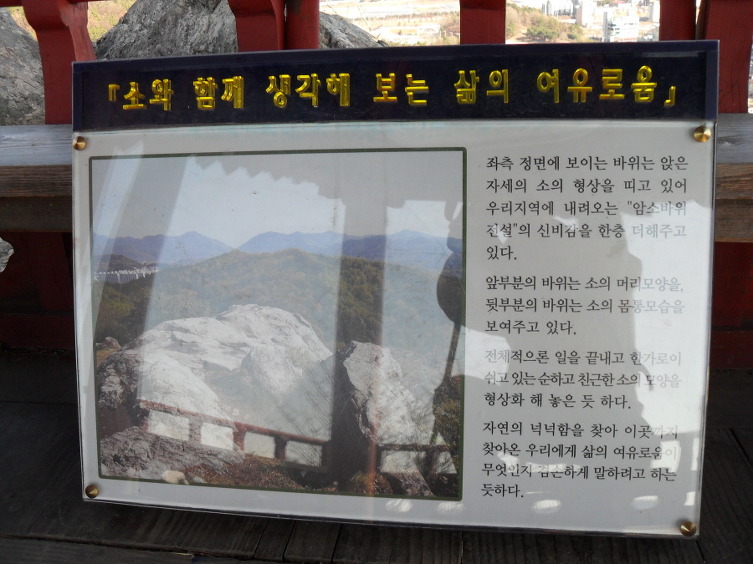 「소와 함께 생각해 보는 삶의 여유로움」
좌측 정면에 보이는 바위는 앉은
자세의 소의 형상을 띠고 있어
우리지역에 내려오는 "암소바위
전설"의 신비감을 한층 더해주고
있다.
앞부분의 바위는 소의 머리모양을,
뒷부분의 바위는 소의 몸통모습을
보여주고 있다.
전체적으론 일을 끝내고 한가로이
쉬고 있는 순하고 친근한 소의 모양을
형상화 해 놓은 듯 하다.
자연의 넉넉함을 찾아 이곳까지
찾아온 우리에게 삶의 여유로움이
무엇인지 겸손하게 말하려고 하는
듯하다.